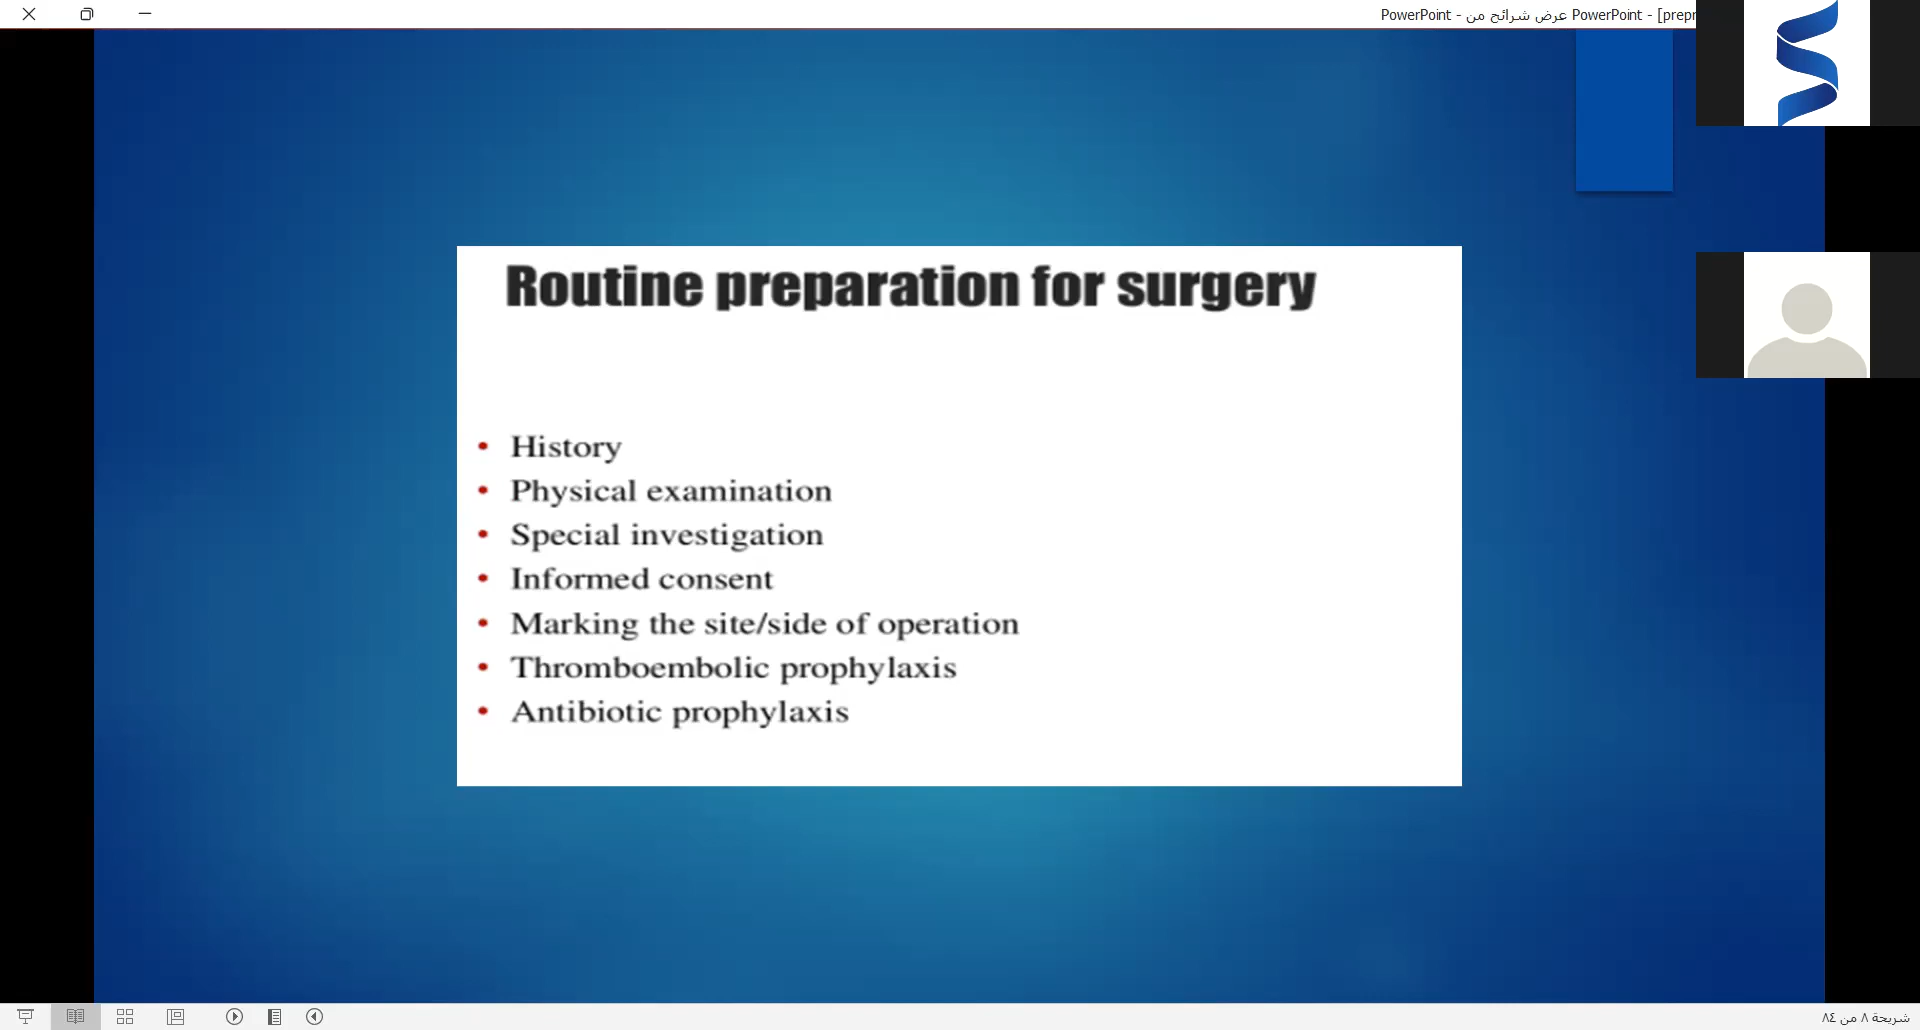 PowerPoint - عرض شرائح من PowerPoint - [prepr
Routine preparation for surgery
• History
• Physical examination
• Special investigation
• Informed consent
• Marking the site/side of operation
• Thromboembolic prophylaxis
• Antibiotic prophylaxis
شريحة ٨ من ٨٤